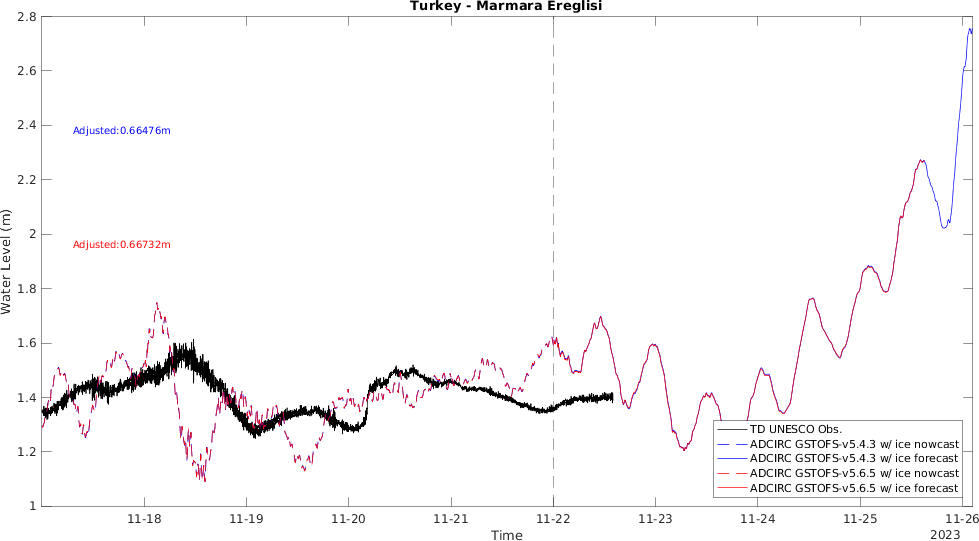 Turkey - Marmara Ereglisi
2.8
2.6
2.4
2.2
2
1.8
1.6
1.4
1.2
1
Water Level (m)
Adjusted:0.66476m
Adjusted:0.66732m
TD UNESCO Obs.
ADCIRC GSTOFS-v5.4.3 w/ ice nowcast
ADCIRC GSTOFS-v5.4.3 w/ ice forecast
ADCIRC GSTOFS-v5.6.5 w/ ice nowcast
ADCIRC GSTOFS-v5.6.5 w/ ice forecast
11-18 11-19 11-20 11-21 11-22 11-23 11-24 11-25 11-26
Time
2023